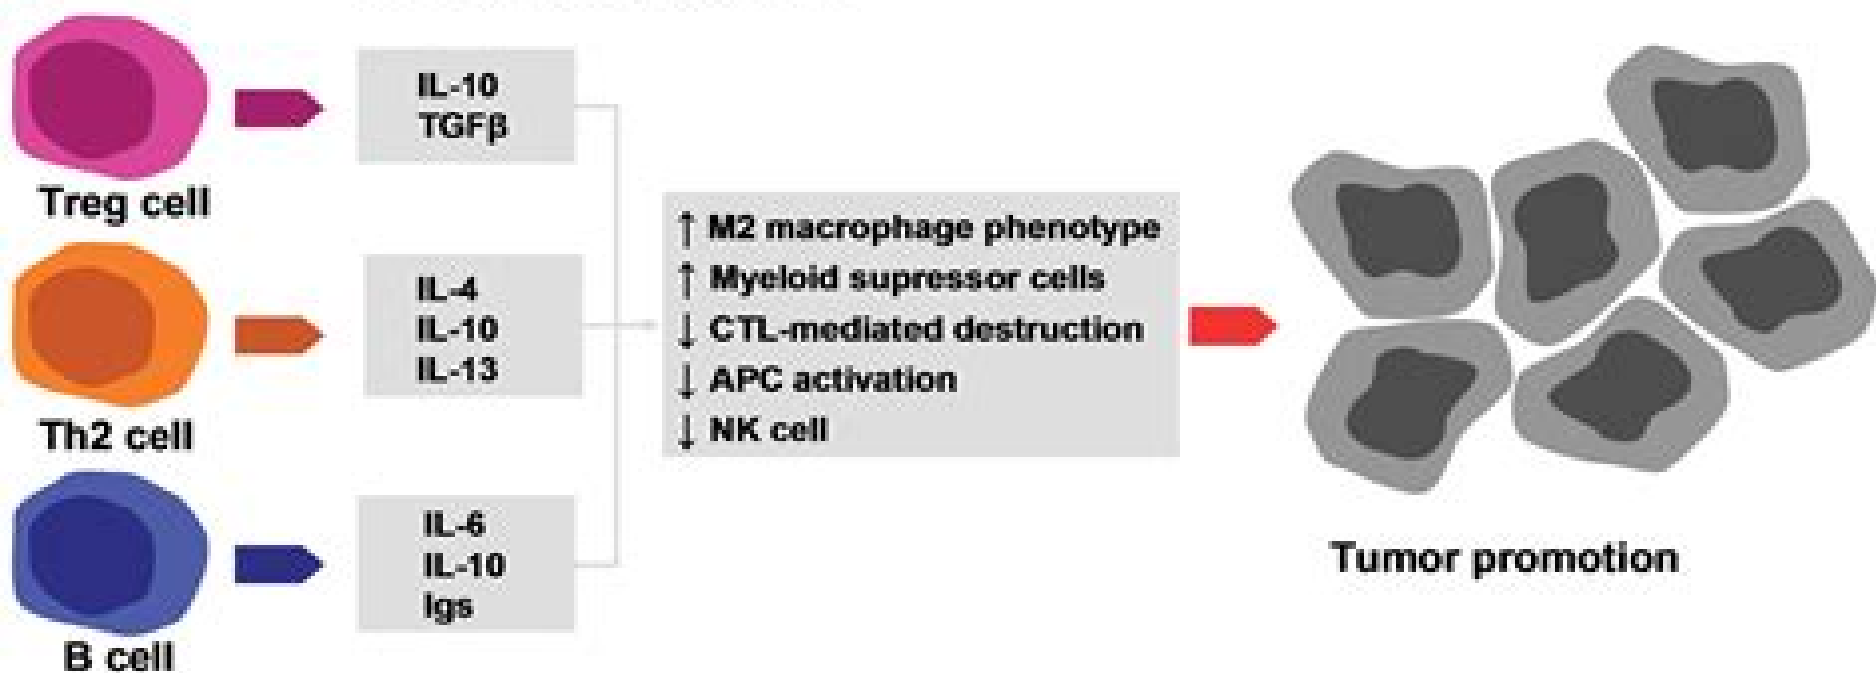 IL-10
TGFβ
Treg cell
IL-4
IL-10
IL-13
Th2 cell
IL-6
IL-10
Igs
B cell
↑ M2 macrophage phenotype
↑ Myeloid supressor cells
↓ CTL-mediated destruction
↓ APC activation
↓ NK cell
Tumor promotion